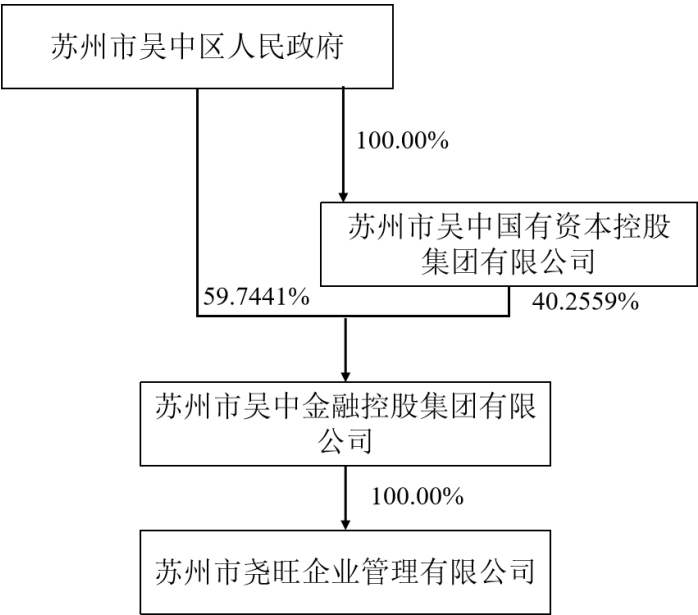 苏州市吴中区人民政府
100.00%
苏州市吴中国有资本控股
集团有限公司
59.7441%
40.2559%
苏州市吴中金融控股集团有限
公司
100.00%
苏州市尧旺企业管理有限公司